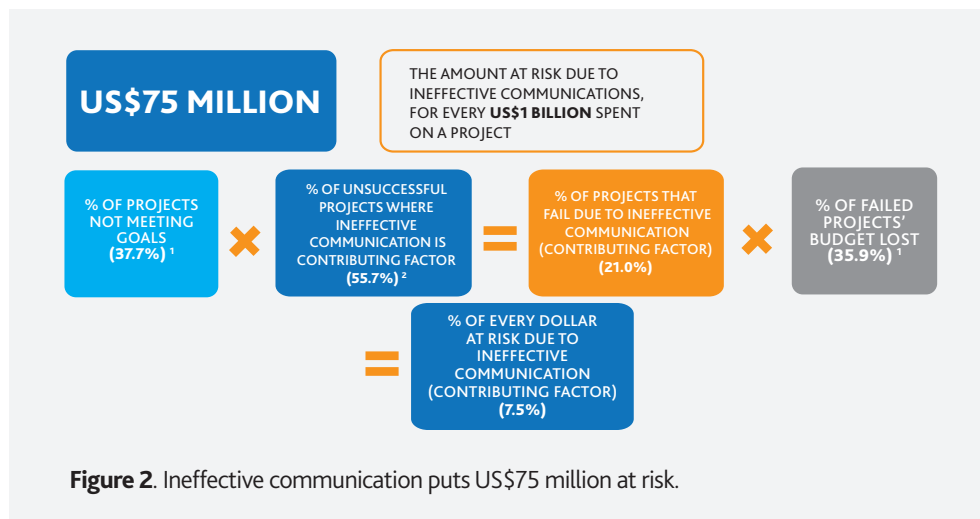 US$75 MILLION
THE AMOUNT AT RISK DUE TO
INEFFECTIVE COMMUNICATIONS,
FOR EVERY US$1 BILLION SPENT
ON A PROJECT
% OF PROJECTS
NOT MEETING
GOALS
(37.7%) 1
×
% OF UNSUCCESSFUL
PROJECTS WHERE
INEFFECTIVE
COMMUNICATION IS
CONTRIBUTING FACTOR
(55.7%) 2
=
% OF PROJECTS THAT
FAIL DUE TO INEFFECTIVE
COMMUNICATION
(CONTRIBUTING FACTOR)
(21.0%)
×
% OF FAILED
PROJECTS'
BUDGET LOST
(35.9%) 1
=
% OF EVERY DOLLAR
AT RISK DUE TO
INEFFECTIVE
COMMUNICATION
(CONTRIBUTING FACTOR)
(7.5%)
Figure 2. Ineffective communication puts US$75 million at risk.